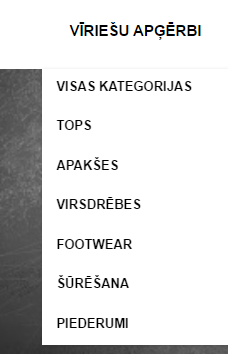 VĪRIEŠU APĢĒRBI
VISAS KATEGORIJAS
TOPS
APAKŠES
VIRSDRĒBES
FOOTWEAR
ŠŪRĒŠANA
PIEDERUMI